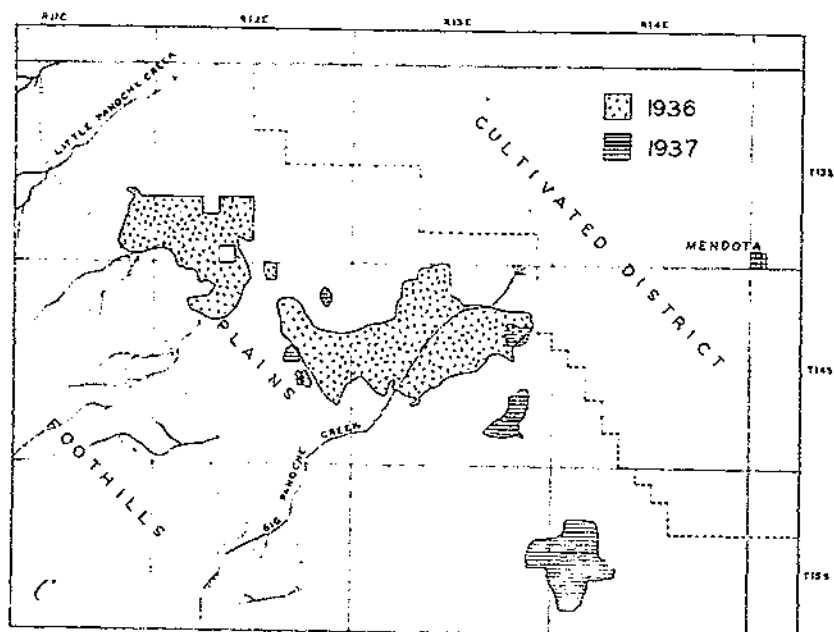 R11E R12E R13E R14E
1936
1937
LITTLE PANOCHE CREEK
CULTIVATED DISTRICT
T13S
MENDOTA
PLAINS
T14S
FOOTHILLS
BIG PANOCHE CREEK
T15S